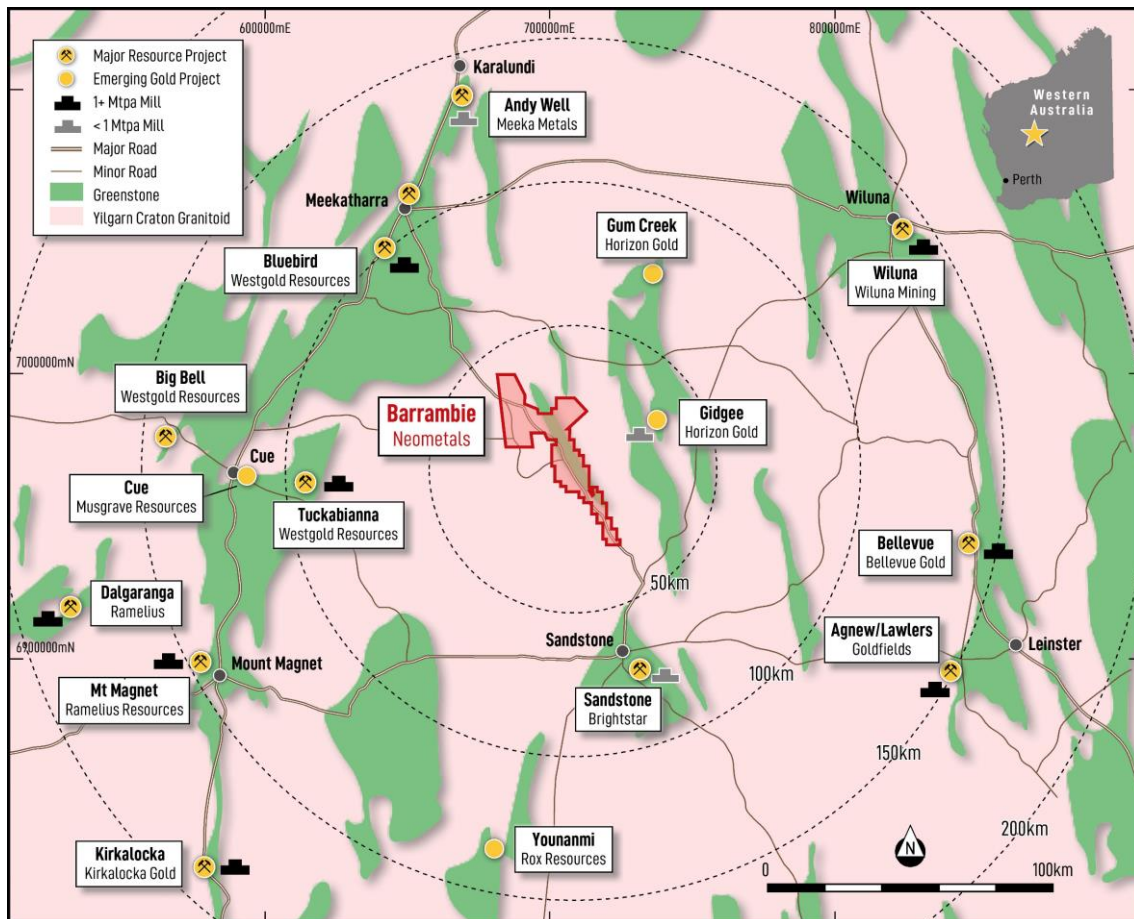 600000mE
700000mE
800000mE
Major Resource Project
Emerging Gold Project
1+ Mtpa Mill
< 1 Mtpa Mill
Major Road
Minor Road
Greenstone
Yilgarn Craton Granitoid
Karalundi
Andy Well
Meeka Metals
Western
Australia
Perth
Meekatharra
Wiluna
Gum Creek
Horizon Gold
Bluebird
Westgold Resources
Wiluna
Wiluna Mining
7000000mN
Big Bell
Westgold Resources
Barrambie
Neometals
Gidgee
Horizon Gold
Cue
Cue
Musgrave Resources
Tuckabianna
Westgold Resources
Bellevue
Bellevue Gold
50km
Dalgaranga
Ramelius
6900000mN
Sandstone
Agnew/Lawlers
Goldfields
Leinster
Mount Magnet
100km
Mt Magnet
Ramelius Resources
Sandstone
Brightstar
150km
200km
Younanmi
Rox Resources
Kirkalocka
Kirkalocka Gold
N
0
100km